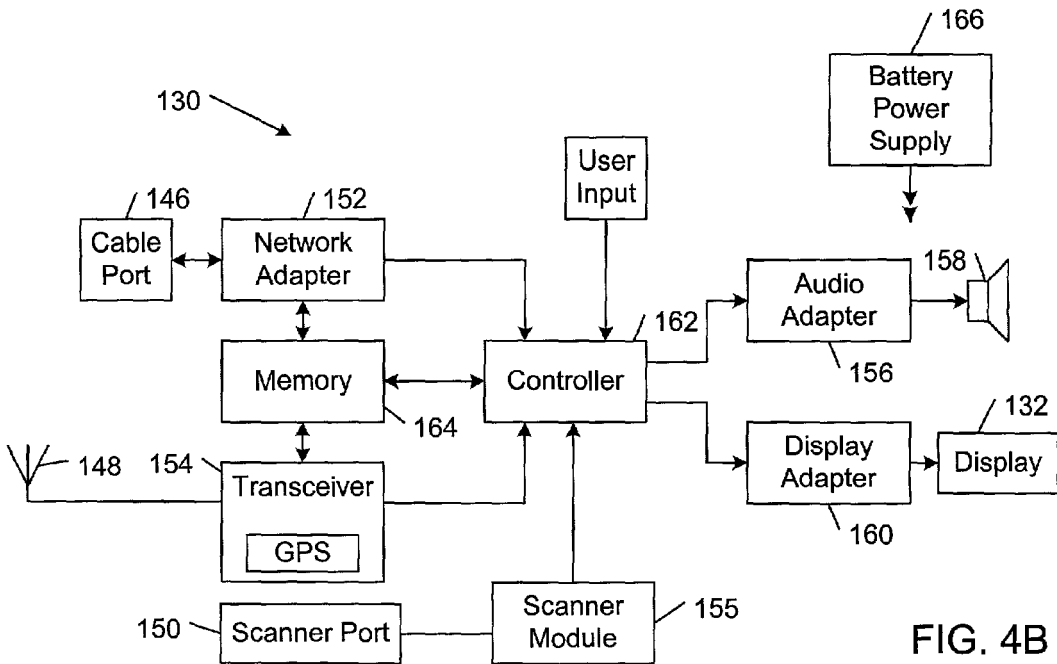 166
Battery
Power
Supply
130
User
Input
146
152
Cable
Port
Network
Adapter
158
Audio
Adapter
162
156
Memory
Controller
164
132
148
154
Transceiver
GPS
Display
Adapter
Display
160
150
Scanner Port
Scanner
Module
155
FIG. 4B